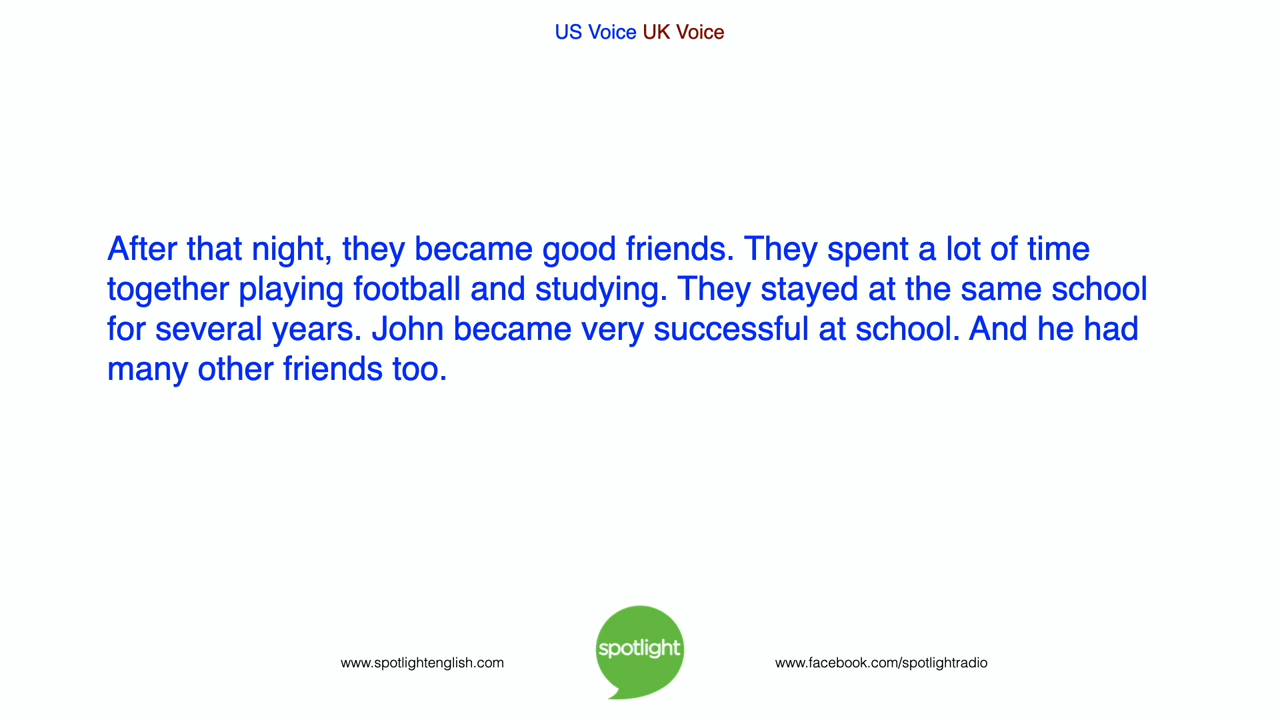 US Voice UK Voice
After that night, they became good friends. They spent a lot of time
together playing football and studying. They stayed at the same school
for several years. John became very successful at school. And he had
many other friends too.
www.spotlightenglish.com
spotlight
www.facebook.com/spotlightradio